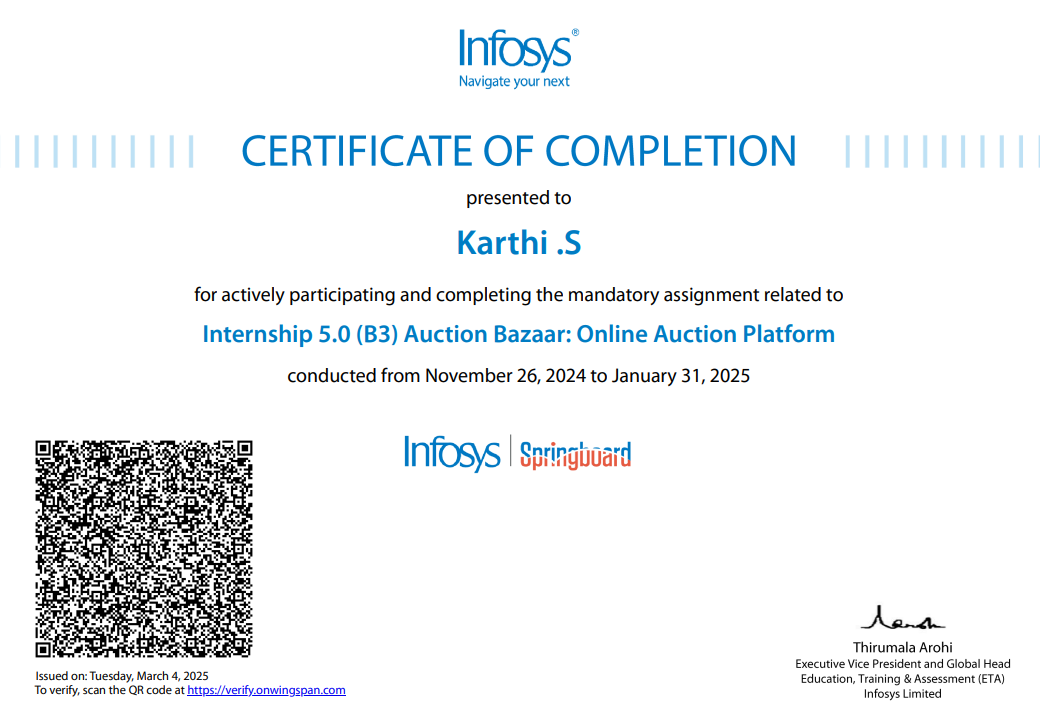 Infosys®
Navigate your next
CERTIFICATE OF COMPLETION
presented to
Karthi .S
for actively participating and completing the mandatory assignment related to
Internship 5.0 (B3) Auction Bazaar: Online Auction Platform
conducted from November 26, 2024 to January 31, 2025
Infosys | Springboard
Thirumala Arohi
Executive Vice President and Global Head
Education, Training & Assessment (ETA)
Infosys Limited
Issued on: Tuesday, March 4, 2025
To verify, scan the QR code at https://verify.onwingspan.com